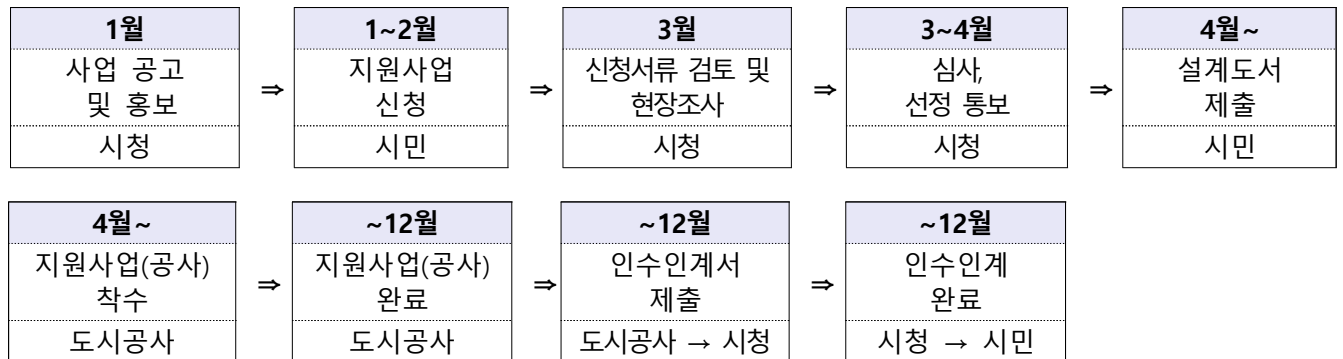 1월
사업 공고
및 홍보
시청
⇒
1~2월
지원사업
신청
시민
⇒
3월
신청서류 검토 및
현장조사
시청
⇒
3~4월
심사,
선정 통보
시청
⇒
4월~
설계도서
제출
시민
4월~
지원사업(공사)
착수
도시공사
⇒
~12월
지원사업(공사)
완료
도시공사
⇒
~12월
인수인계서
제출
도시공사 → 시청
⇒
~12월
인수인계
완료
시청 → 시민